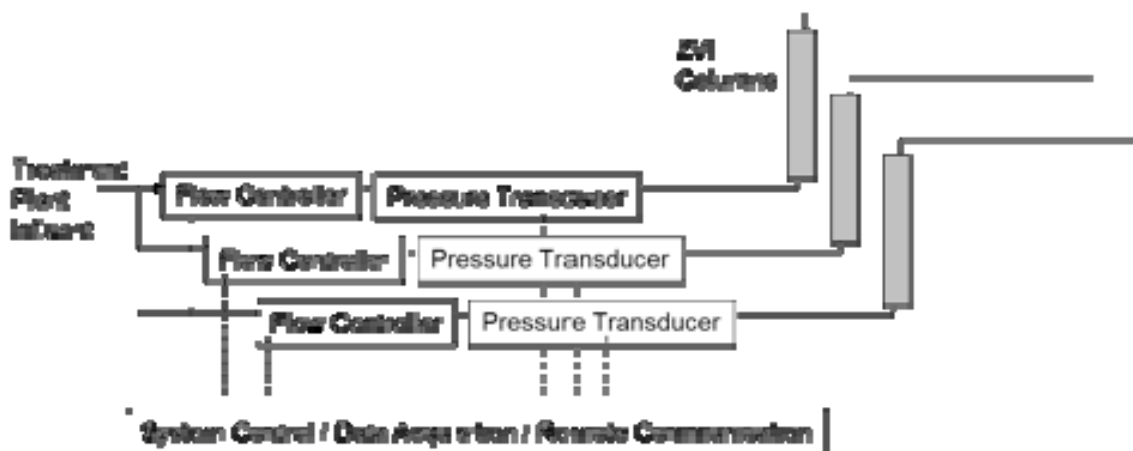 ZVI
Columns
Treatment
Plant
Influent
Flow Controller Pressure Transducer
Flow Controller Pressure Transducer
Flow Controller Pressure Transducer
System Control / Data Acquisition / Remote Communication